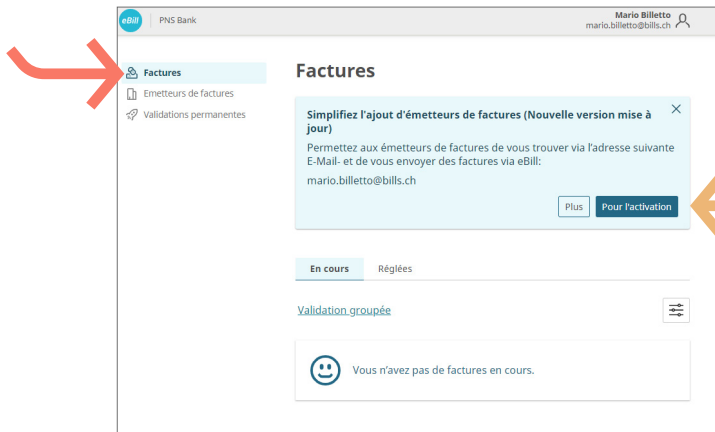 eBill PNS Bank
Mario Billetto
mario.billetto@bills.ch
Factures
Emetteurs de factures
Validations permanentes
Factures
Simplifiez l'ajout d'émetteurs de factures (Nouvelle version mise à
jour)
Permettez aux émetteurs de factures de vous trouver via l'adresse suivante
E-Mail- et de vous envoyer des factures via eBill:
mario.billetto@bills.ch
Plus Pour l'activation
En cours Réglées
Validation groupée
Vous n'avez pas de factures en cours.